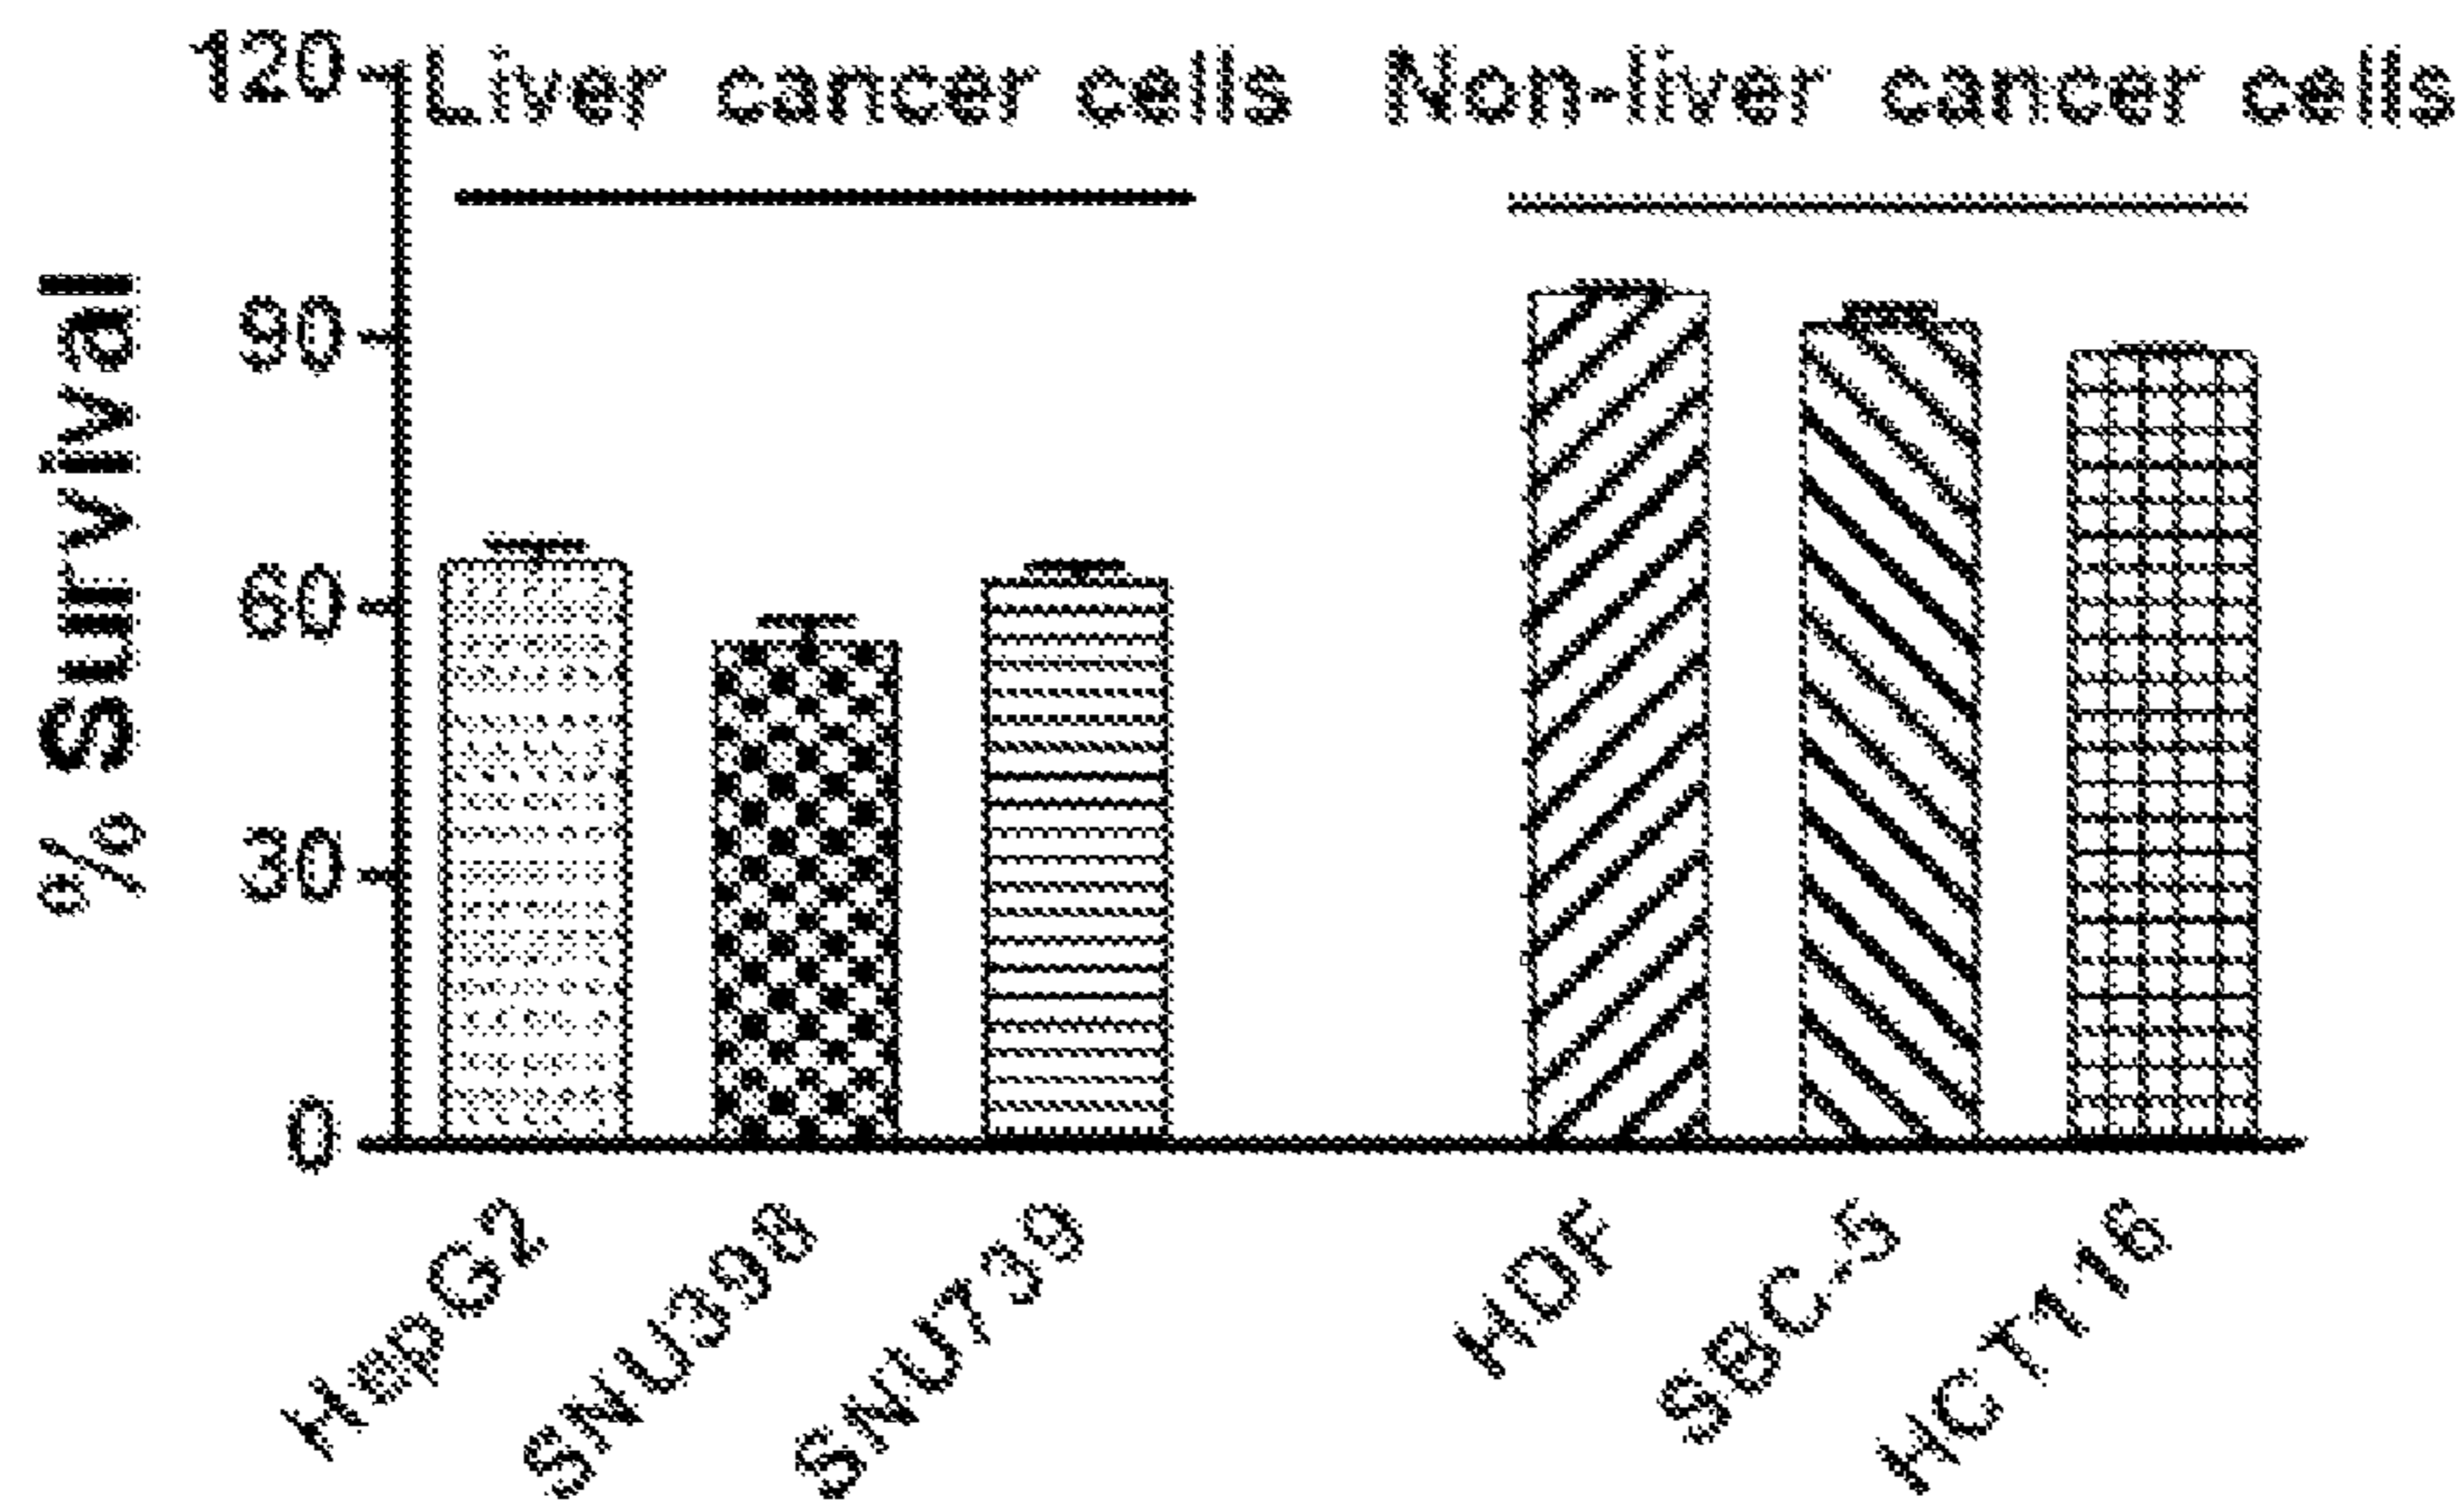 Liver cancer cells
Non-liver cancer cells
% Survival
120
90
60
30
0
HepG2
SNU398
SNU739
HDF
SBC-5
HCT116